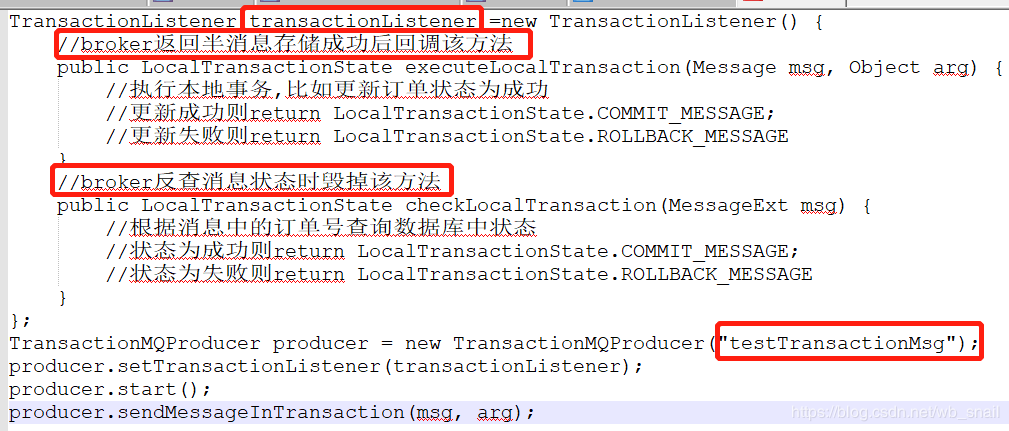 TransactionListener transactionListener =new TransactionListener() {
//broker返回半消息存储成功后回调该方法
public LocalTransactionState executeLocalTransaction(Message msg, Object arg) {
//执行本地事务,比如更新订单状态为成功
//更新成功则return LocalTransactionState.COMMIT_MESSAGE;
//更新失败则return LocalTransactionState.ROLLBACK_MESSAGE
}
//broker反查消息状态时毁掉该方法
public LocalTransactionState checkLocalTransaction(MessageExt msg) {
//根据消息中的订单号查询数据库中状态
//状态为成功则return LocalTransactionState.COMMIT_MESSAGE;
//状态为失败则return LocalTransactionState.ROLLBACK_MESSAGE
}
};
TransactionMQProducer producer = new TransactionMQProducer("testTransactionMsg");
producer.setTransactionListener(transactionListener);
producer.start();
producer.sendMessageInTransaction(msg, arg);
https://blog.csdn.net/wb_snail